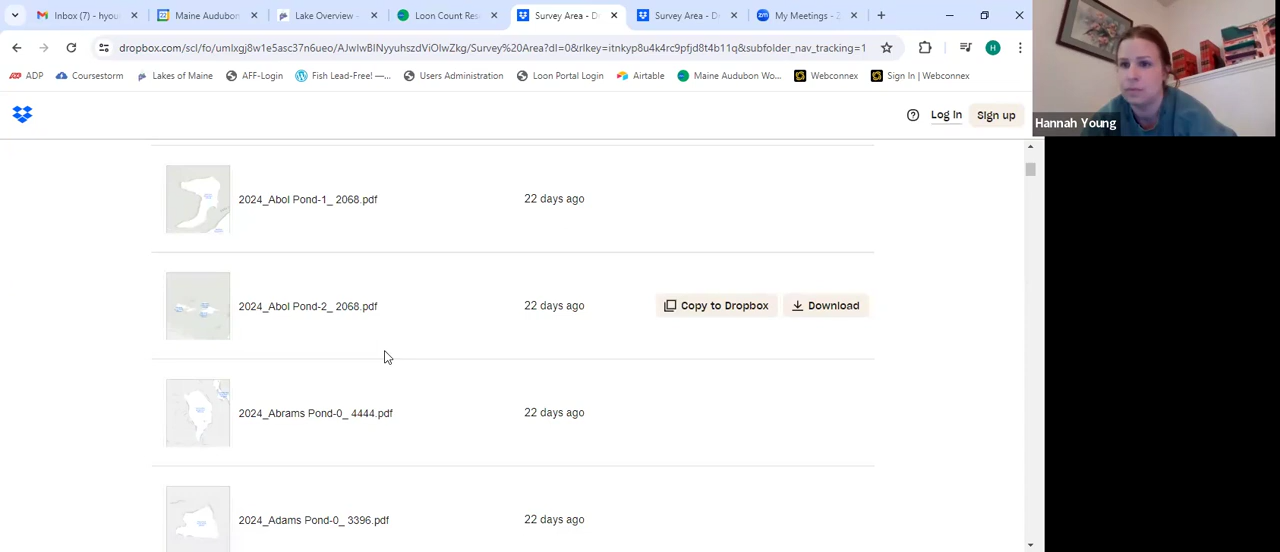 Inbox (7) - hyou
Maine Audubon
Lake Overview -
Loon Count Res
Survey Area - D
Survey Area - Dr
My Meetings - Z
dropbox.com/scl/fo/umlxgj8w1e5asc37n6ueo/AJwIwBlNyyuhszdViOlwZkg/Survey%20Area?dl=0&rlkey=itnkyp8u4k4rc9pfjd8t4b11q&subfolder_nav_tracking=1
H
ADP
Coursestorm
Lakes of Maine
AFF-Login
Fish Lead-Free! —...
Users Administration
Loon Portal Login
Airtable
Maine Audubon Wo...
Webconnex
Sign In | Webconnex
Log in
Sign up
Hannah Young
2024_Abol Pond-1_ 2068.pdf
22 days ago
2024_Abol Pond-2_ 2068.pdf
22 days ago
Copy to Dropbox
Download
2024_Abrams Pond-0_ 4444.pdf
22 days ago
2024_Adams Pond-0_ 3396.pdf
22 days ago